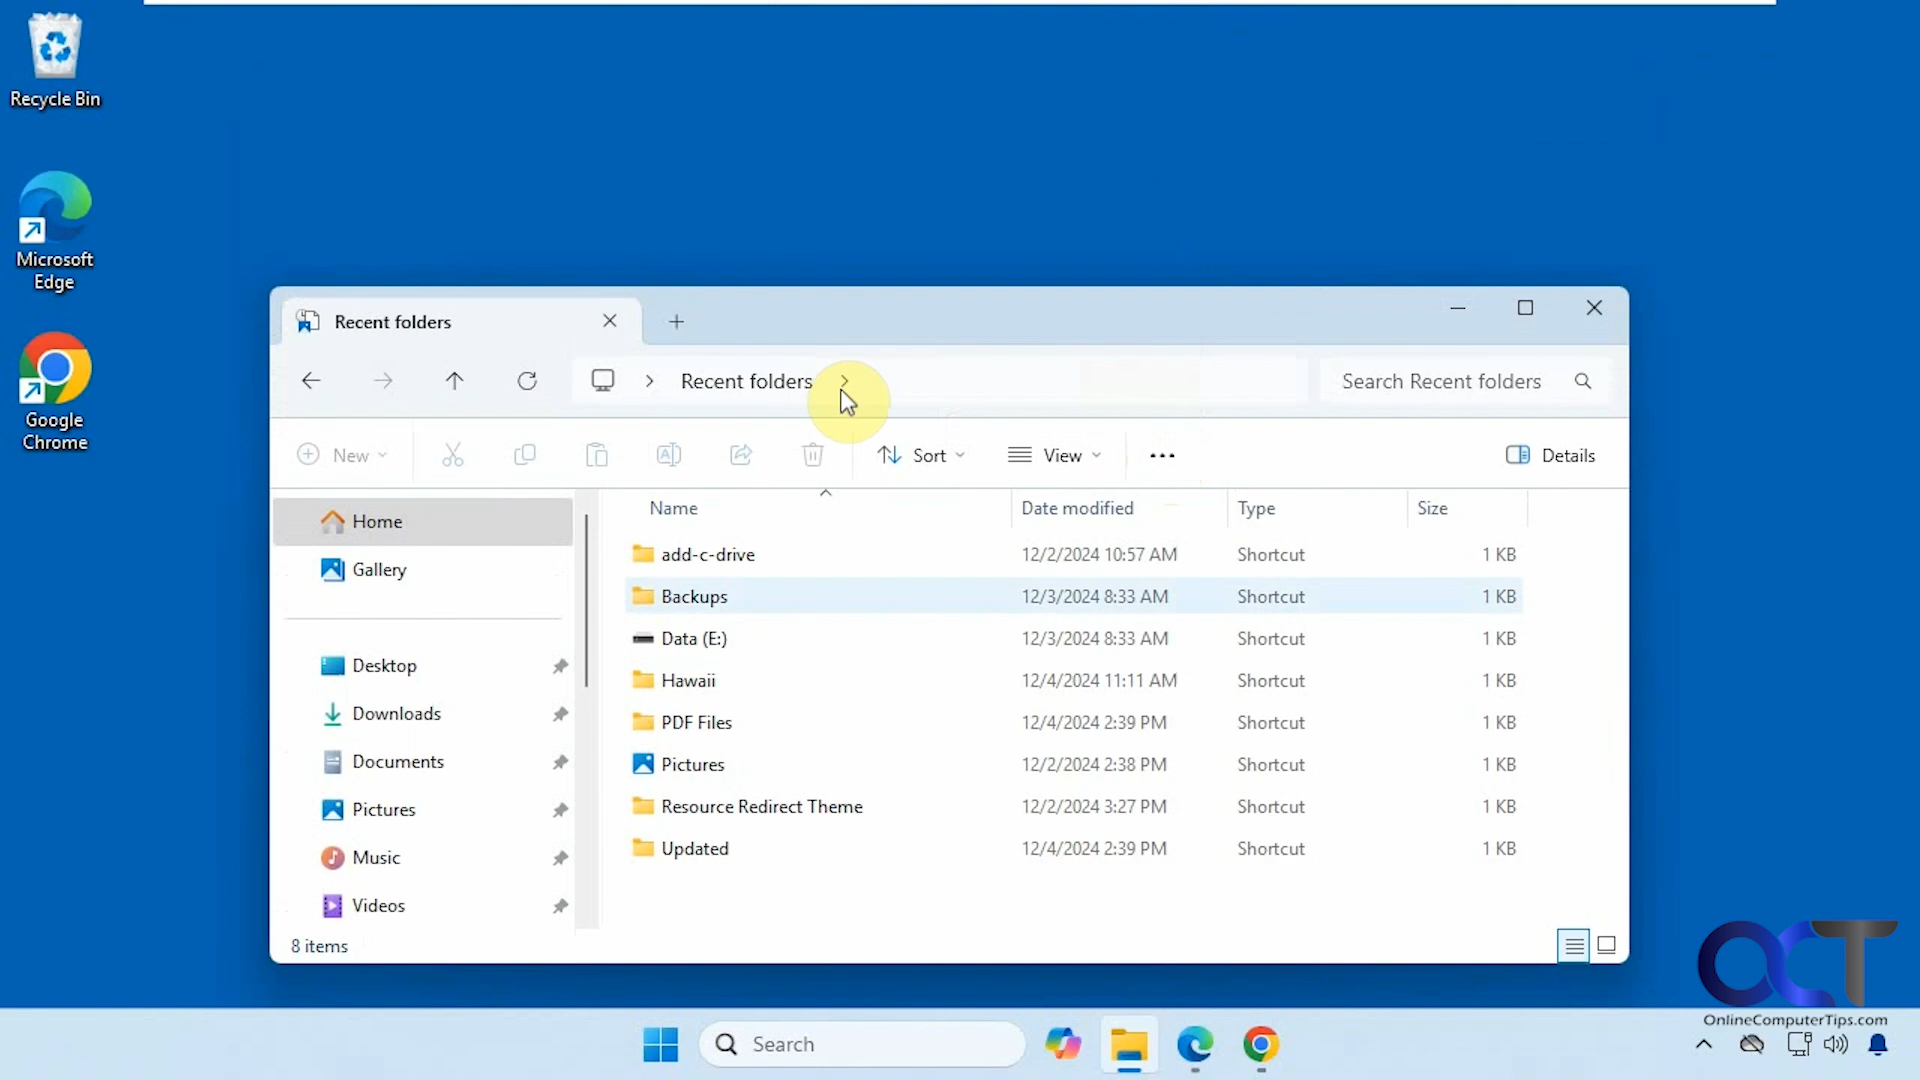 Recycle Bin
Microsoft
Edge
Google
Chrome
Recent folders
Recent folders
Search Recent folders
New
Sort
View
Details
Home
Gallery
Desktop
Downloads
Documents
Pictures
Music
Videos
Name Date modified Type Size
add-c-drive 12/2/2024 10:57 AM Shortcut 1 KB
Backups 12/3/2024 8:33 AM Shortcut 1 KB
Data (E:) 12/3/2024 8:33 AM Shortcut 1 KB
Hawaii 12/4/2024 11:11 AM Shortcut 1 KB
PDF Files 12/4/2024 2:39 PM Shortcut 1 KB
Pictures 12/2/2024 2:38 PM Shortcut 1 KB
Resource Redirect Theme 12/2/2024 3:27 PM Shortcut 1 KB
Updated 12/4/2024 2:39 PM Shortcut 1 KB
8 items
OCT
OnlineComputerTips.com
Search